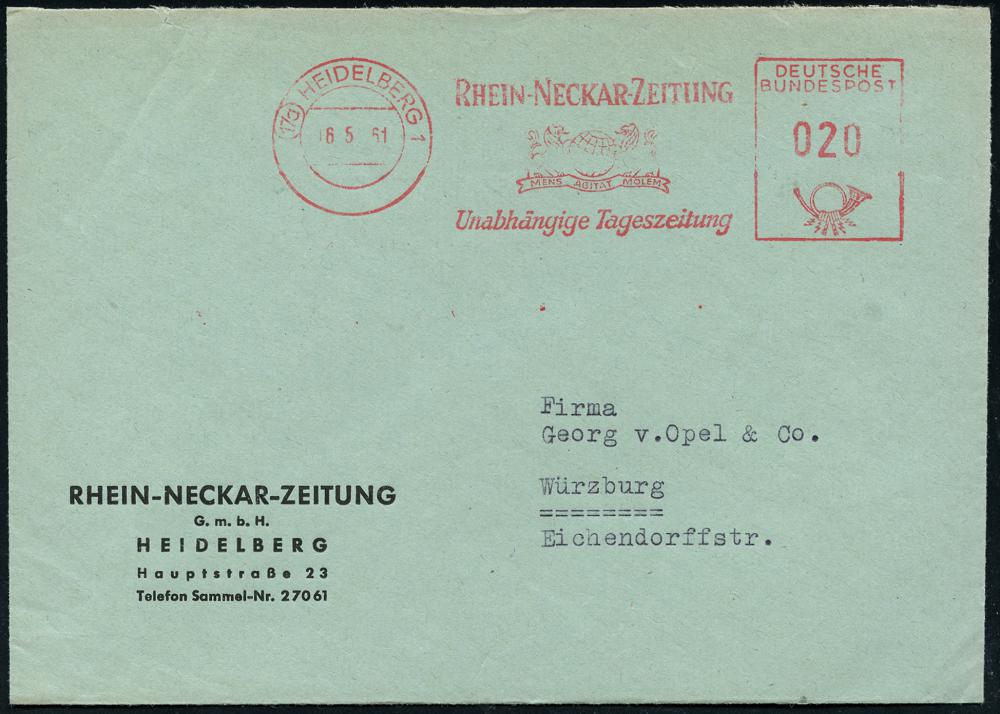 (17a) HEIDELBERG 1
16.5.61
RHEIN-NECKAR-ZEITUNG
MENS AGITAT MOLEM
Unabhängige Tageszeitung
DEUTSCHE
BUNDESPOST
020
Firma
Georg v.Opel & Co.
Würzburg
========
Eichendorffstr.
RHEIN-NECKAR-ZEITUNG
G. m. b. H.
HEIDELBERG
Hauptstraße 23
Telefon Sammel-Nr. 27061